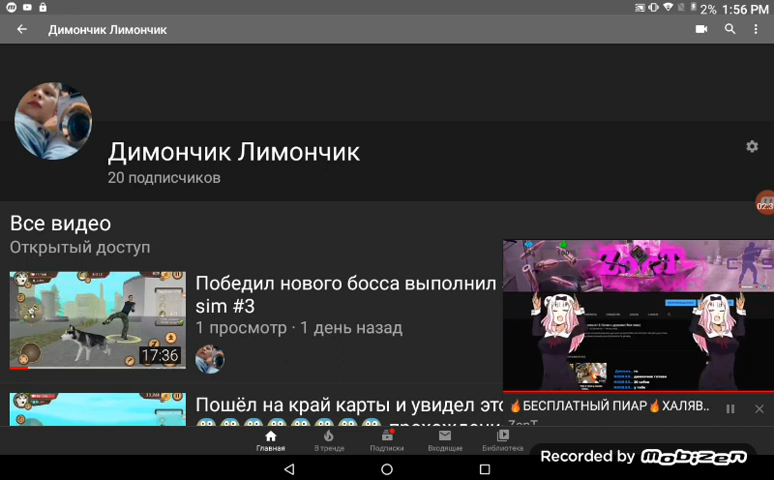 2% 1:56 PM
Димончик Лимончик
Димончик Лимончик
20 подписчиков
Все видео
Открытый доступ
Победил нового босса выполнил
sim #3
1 просмотр · 1 день назад
17:36
Пошёл на край карты и увидел это
🔥БЕСПЛАТНЫЙ ПИАР🔥ХАЛЯВ..
Главная
В тренде
Подписки
Входящие
Библиотека
Recorded by Mobizen